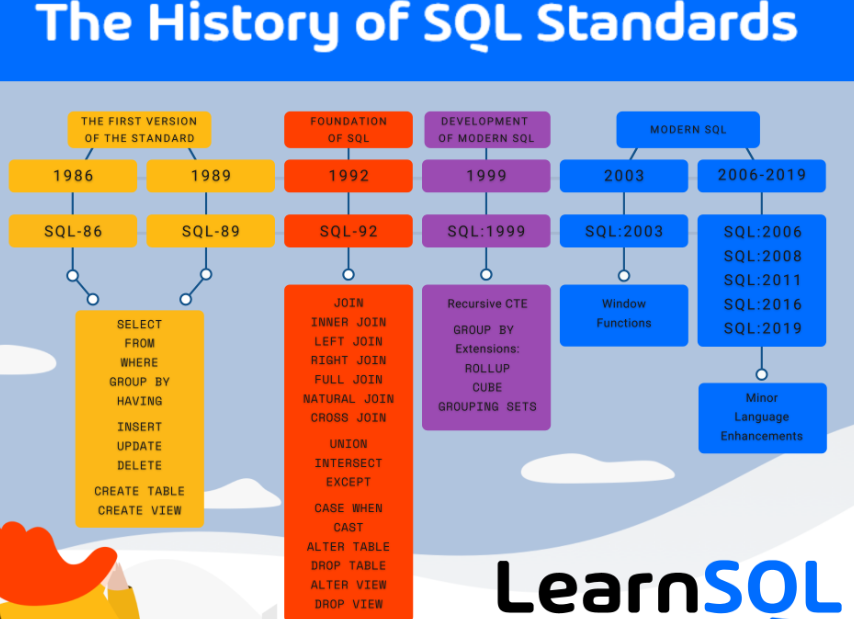 The History of SQL Standards
THE FIRST VERSION
OF THE STANDARD
FOUNDATION
OF SQL
DEVELOPMENT
OF MODERN SQL
MODERN SQL
1986
1989
1992
1999
2003
2006-2019
SQL-86
SQL-89
SQL-92
SQL:1999
SQL:2003
SQL:2006
SQL:2008
SQL:2011
SQL:2016
SQL:2019
SELECT
FROM
WHERE
GROUP BY
HAVING
INSERT
UPDATE
DELETE
CREATE TABLE
CREATE VIEW
JOIN
INNER JOIN
LEFT JOIN
RIGHT JOIN
FULL JOIN
NATURAL JOIN
CROSS JOIN
UNION
INTERSECT
EXCEPT
CASE WHEN
CAST
ALTER TABLE
DROP TABLE
ALTER VIEW
DROP VIEW
Recursive CTE
GROUP BY
Extensions:
ROLLUP
CUBE
GROUPING SETS
Window
Functions
Minor
Language
Enhancements
LearnSQL